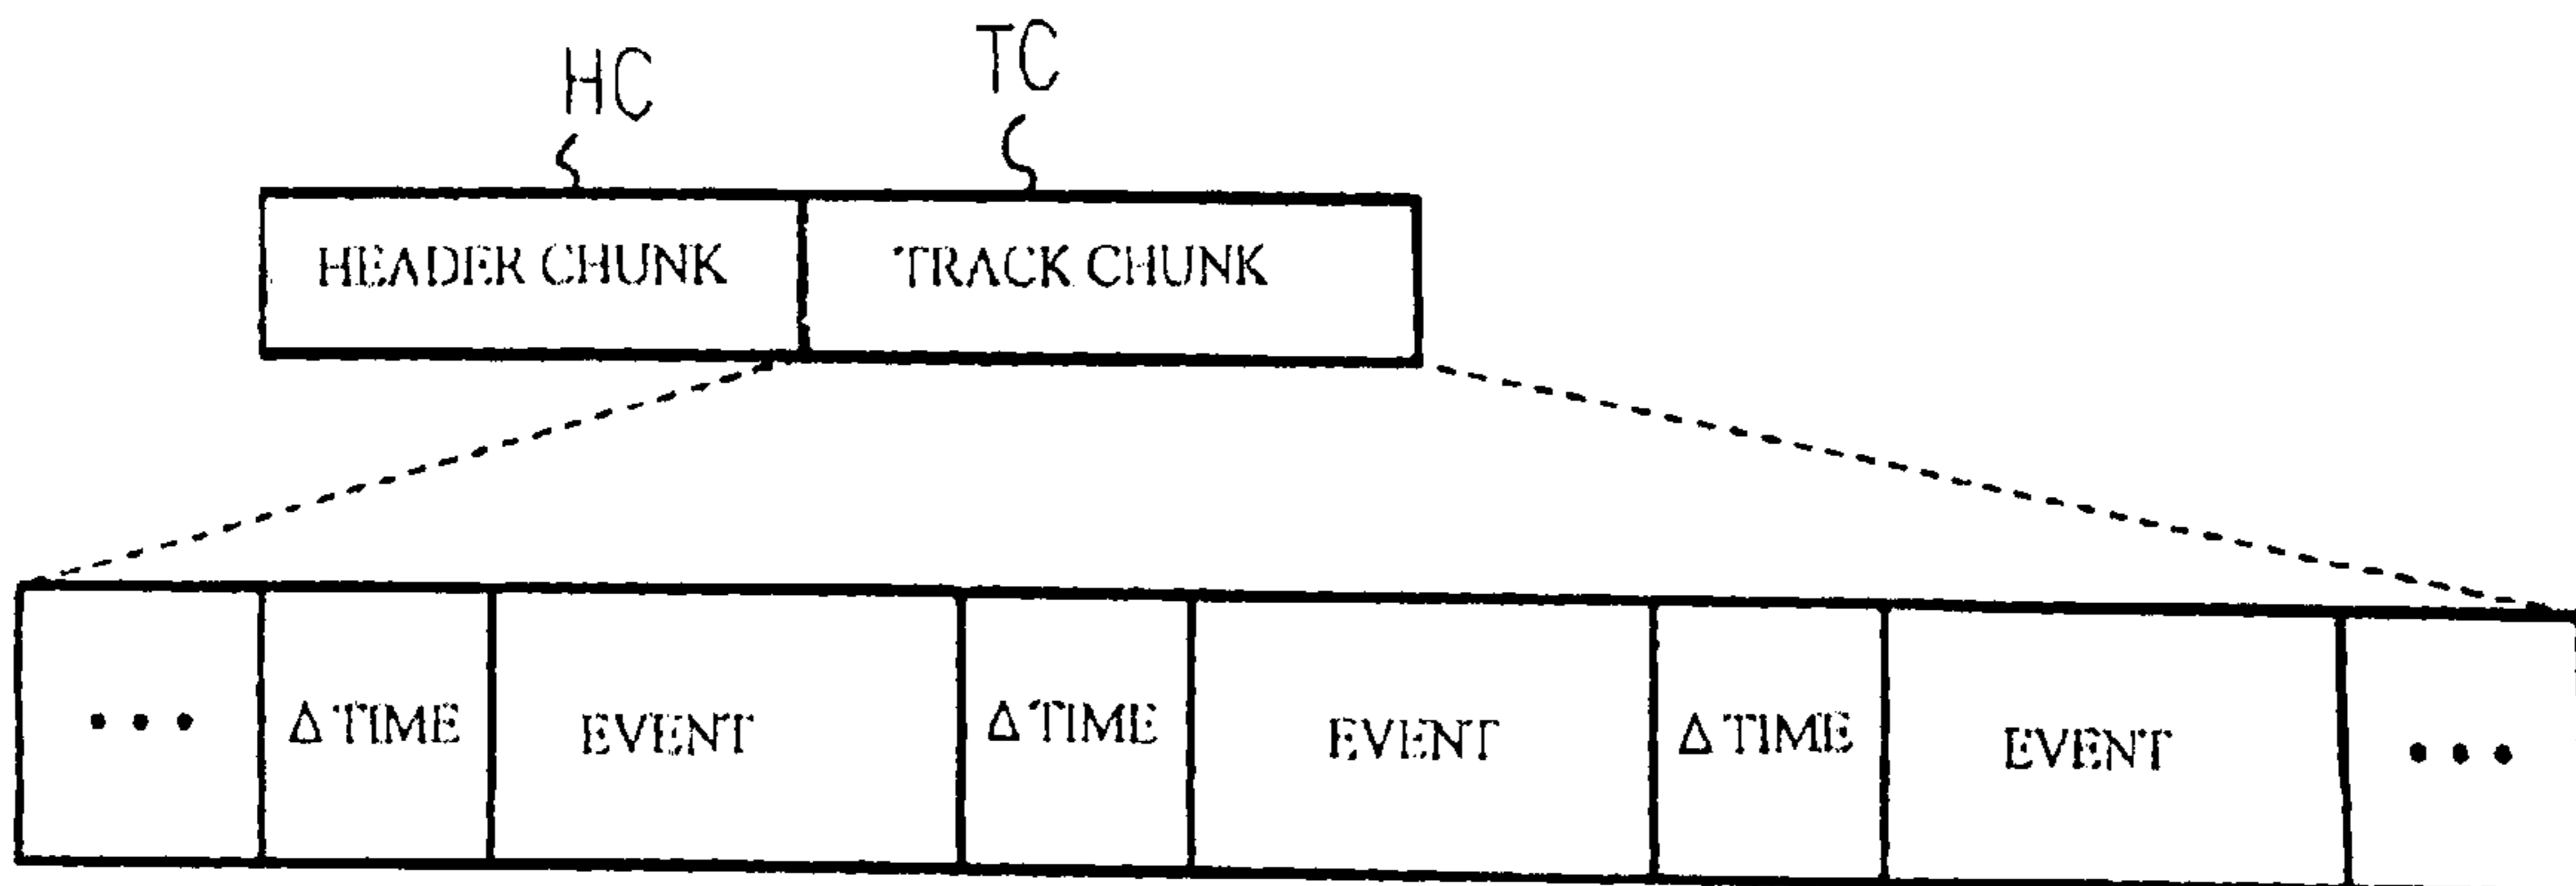 HC
TC
HEADER CHUNK
TRACK CHUNK
• • •
Δ TIME
EVENT
Δ TIME
EVENT
Δ TIME
EVENT
• • •